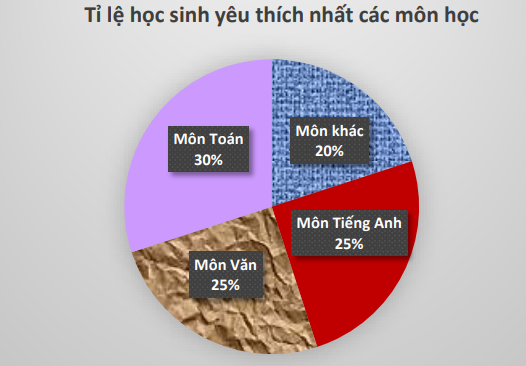 Tỉ lệ học sinh yêu thích nhất các môn học
Môn Toán
30%
Môn khác
20%
Môn Tiếng Anh
25%
Môn Văn
25%